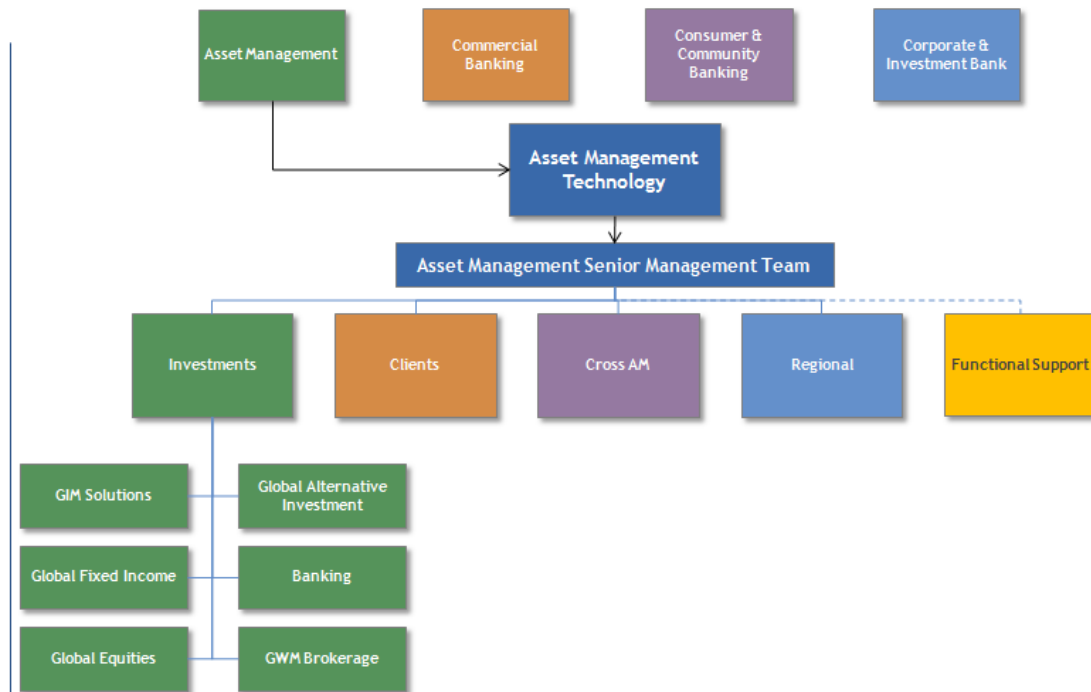 Asset Management
Commercial
Banking
Consumer &
Community
Banking
Corporate &
Investment Bank
Asset Management
Technology
Asset Management Senior Management Team
Investments
Clients
Cross AM
Regional
Functional Support
GIM Solutions
Global Alternative
Investment
Global Fixed Income
Banking
Global Equities
GWM Brokerage